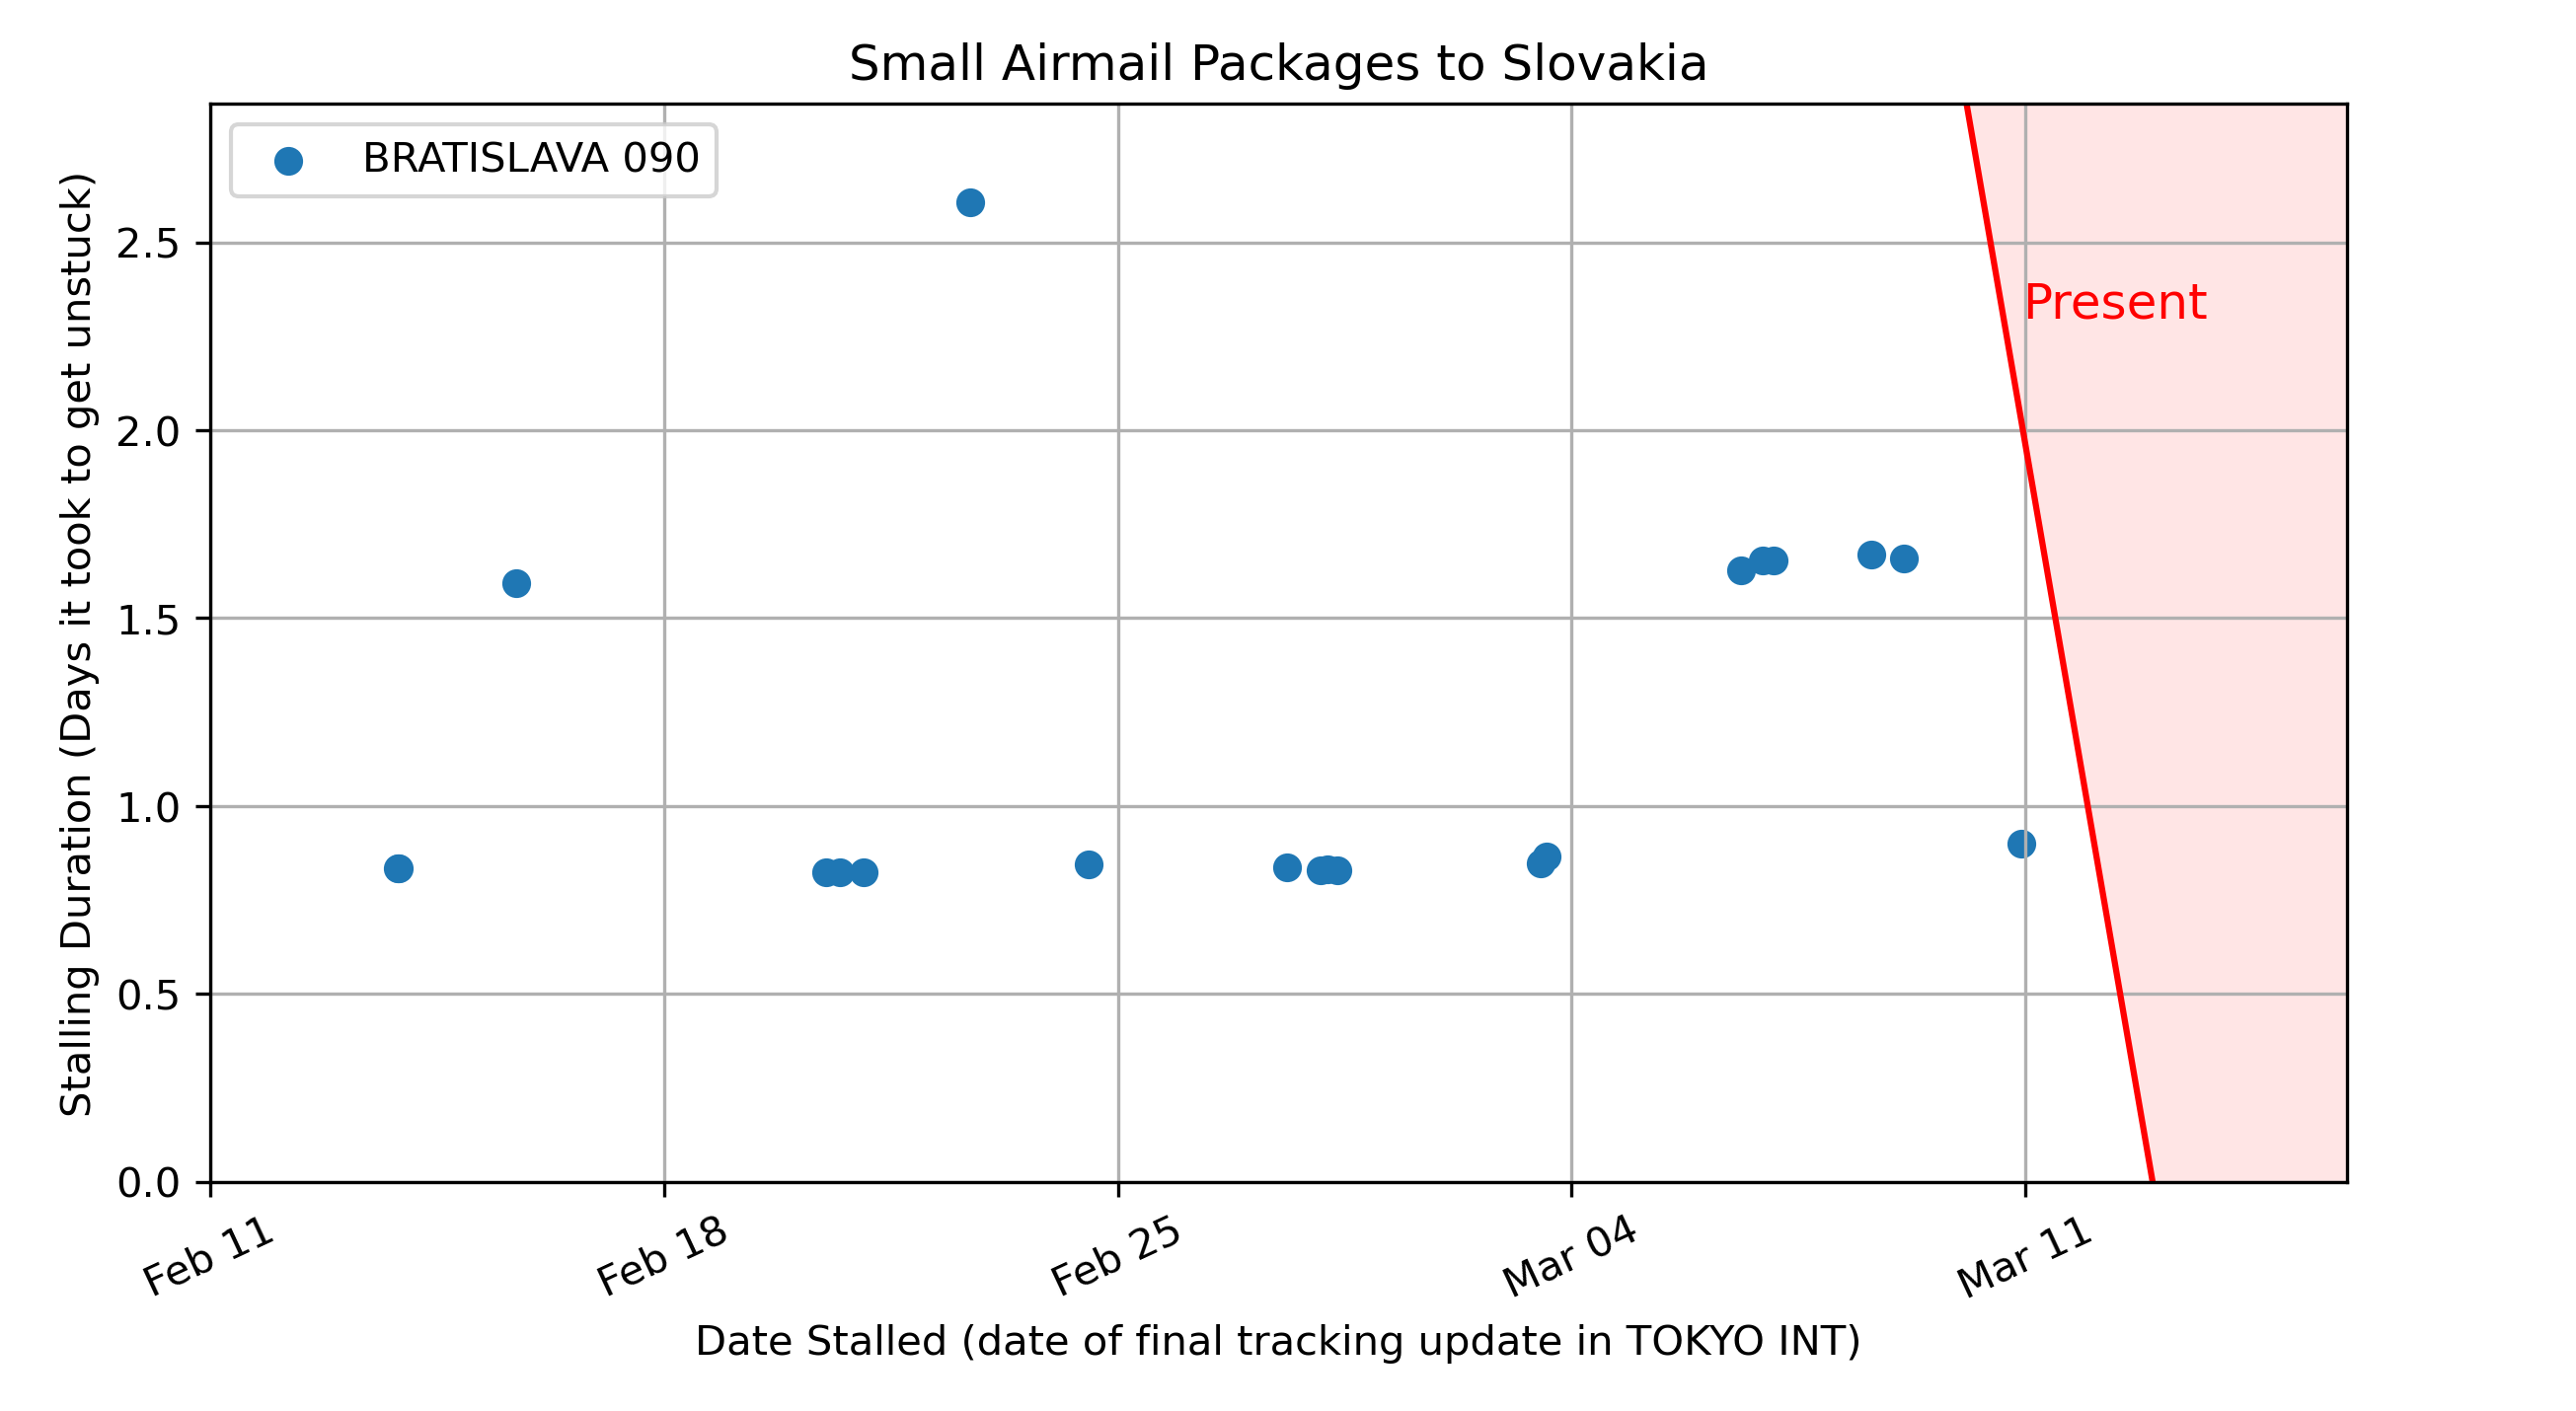 Small Airmail Packages to Slovakia
BRATISLAVA 090
Present
Stalling Duration (Days it took to get unstuck)
2.5
2.0
1.5
1.0
0.5
0.0
Feb 11
Feb 18
Feb 25
Mar 04
Mar 11
Date Stalled (date of final tracking update in TOKYO INT)